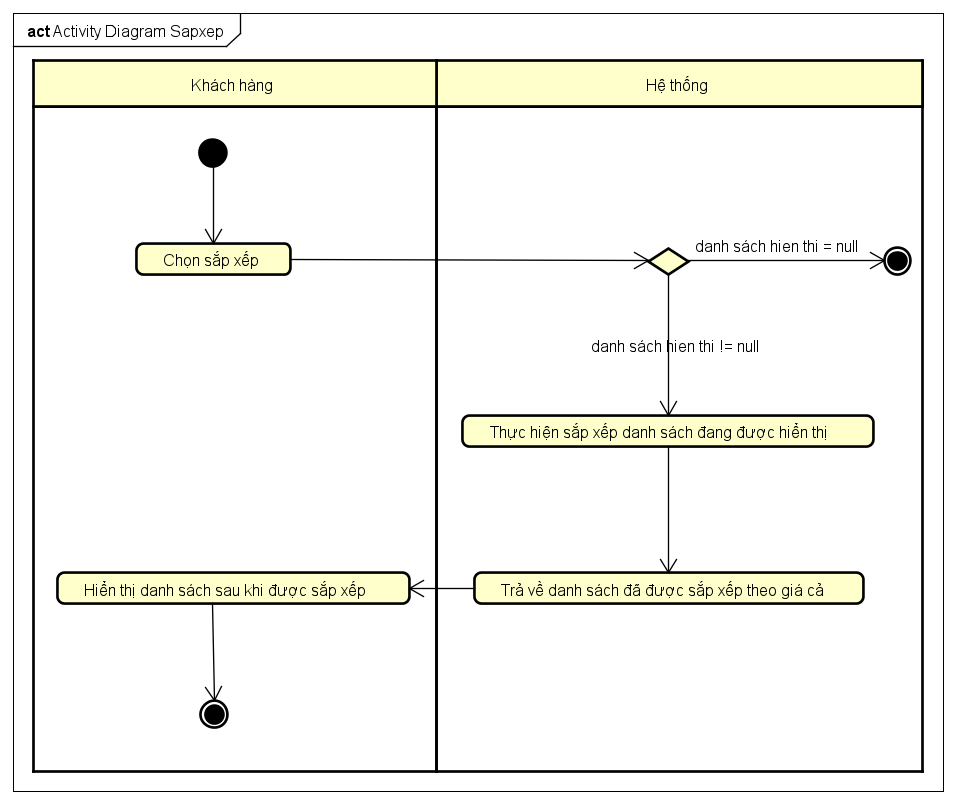 act Activity Diagram Sapxep
Khách hàng
Hệ thống
Chọn sắp xếp
danh sách hien thi = null
danh sách hien thi != null
Thực hiện sắp xếp danh sách đang được hiển thị
Hiển thị danh sách sau khi được sắp xếp
Trả về danh sách đã được sắp xếp theo giá cả